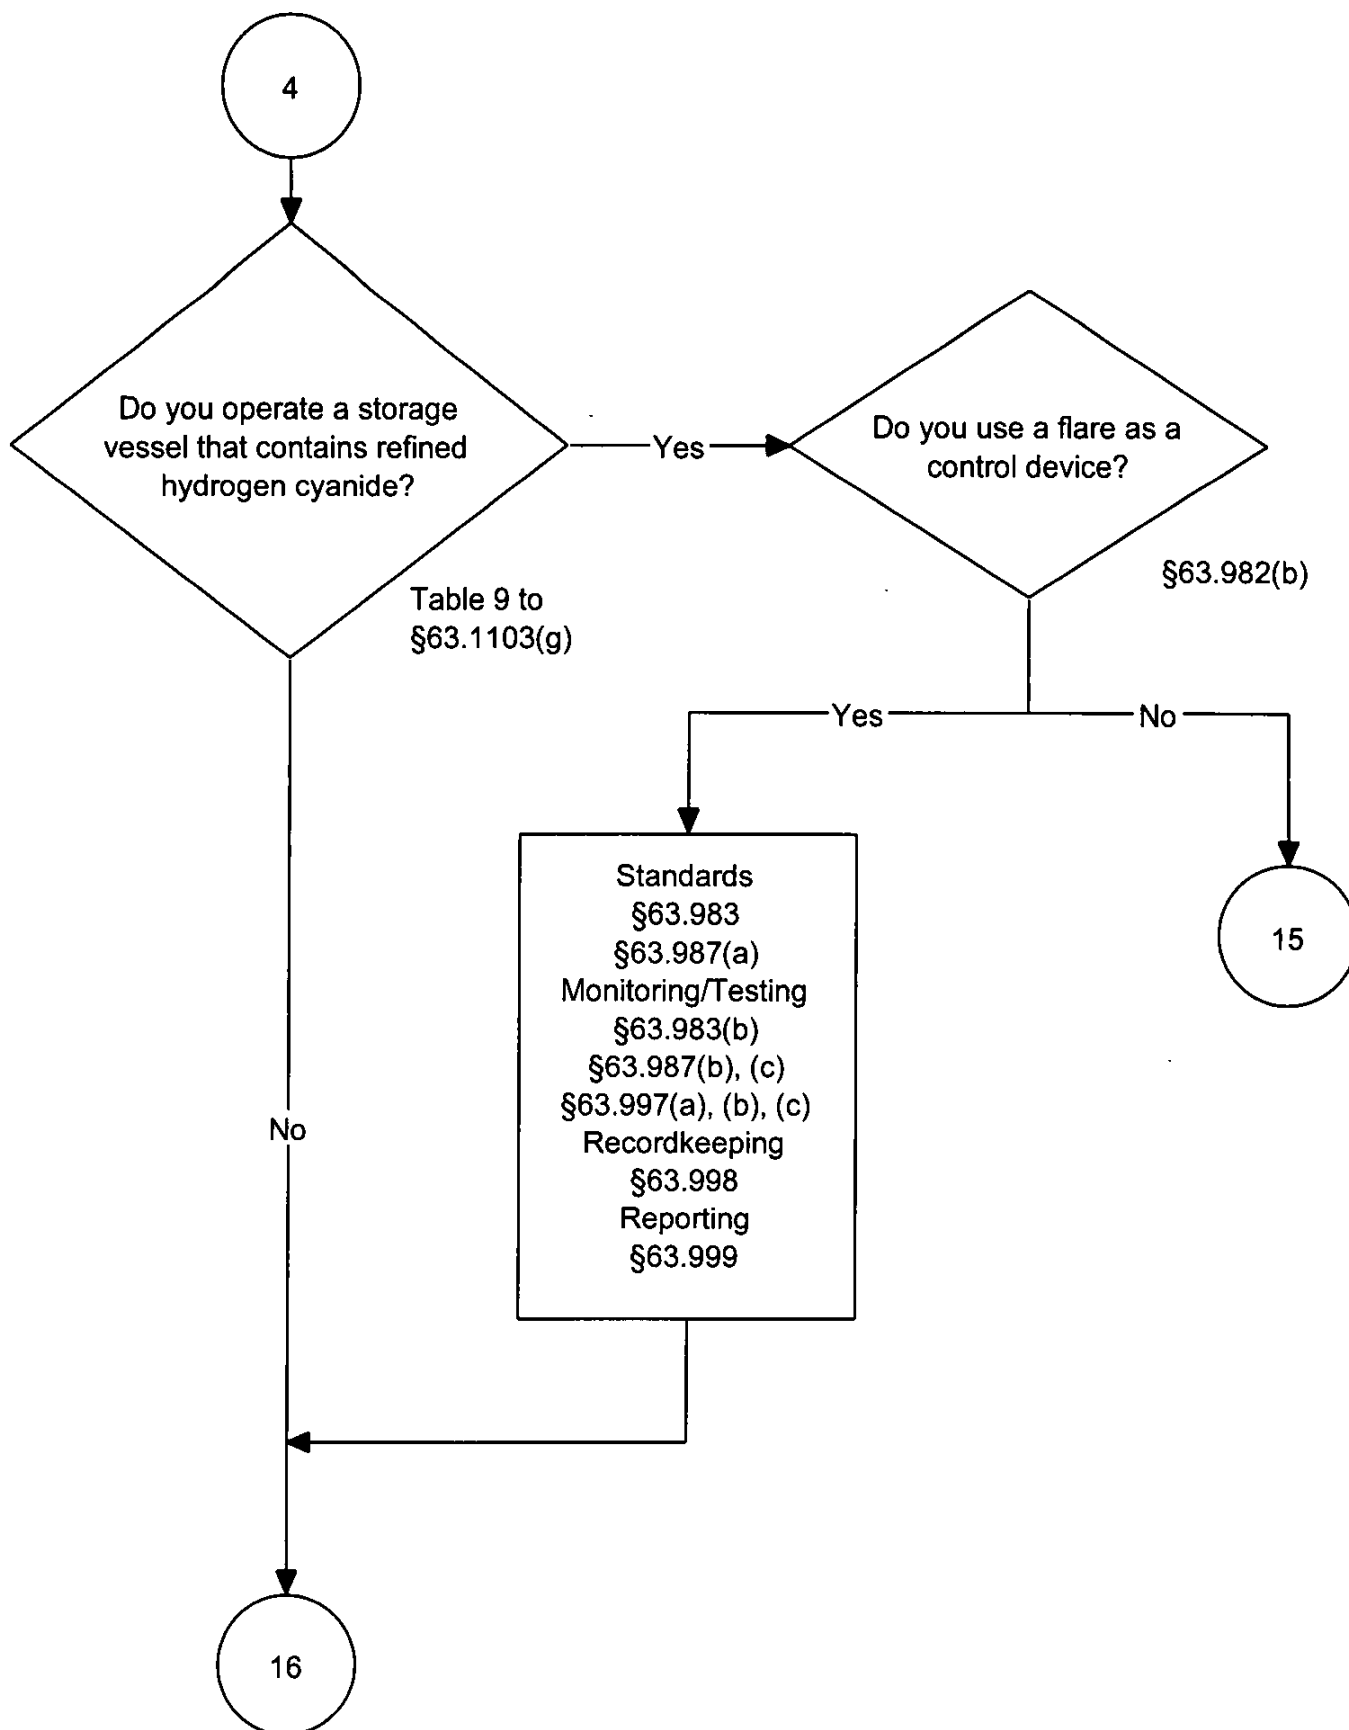 4
Do you operate a storage
vessel that contains refined
hydrogen cyanide?
Yes
Do you use a flare as a
control device?
Table 9 to
§63.1103(g)
§63.982(b)
Yes
No
Standards
§63.983
§63.987(a)
Monitoring/Testing
§63.983(b)
§63.987(b), (c)
§63.997(a), (b), (c)
Recordkeeping
§63.998
Reporting
§63.999
15
No
16